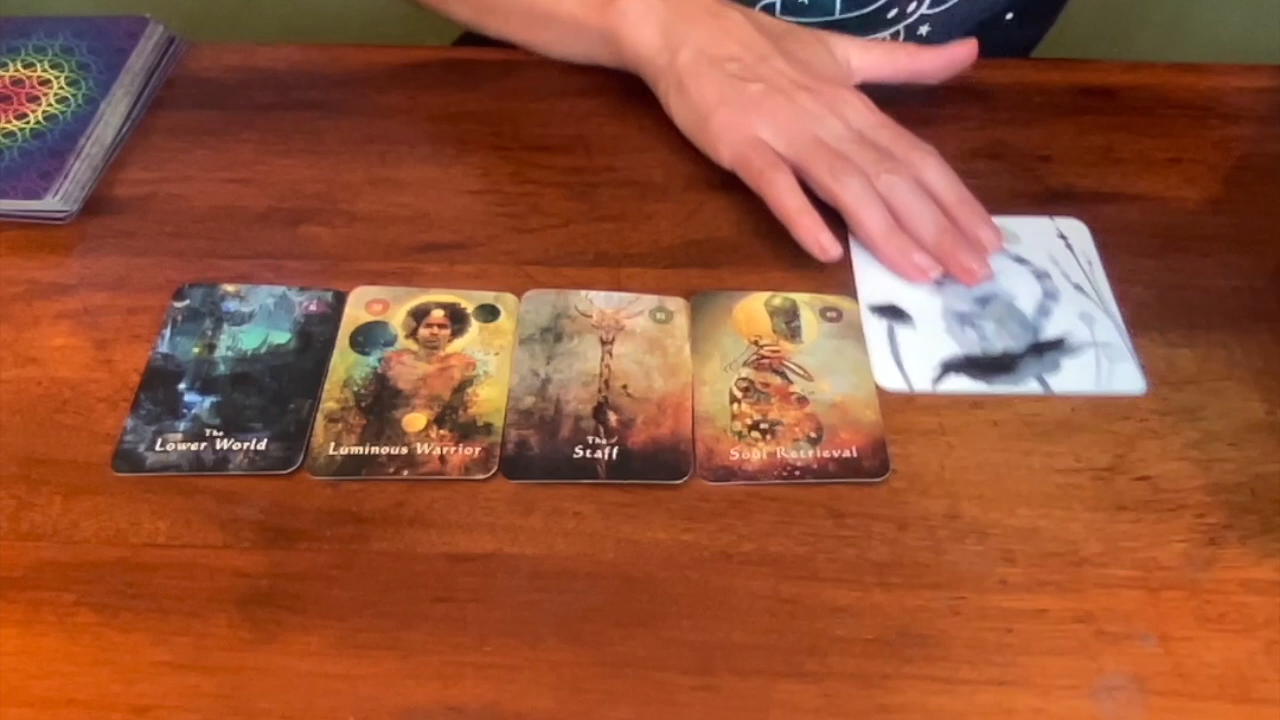 The
Lower World
Luminous Warrior
The
Staff
Soul Retrieval